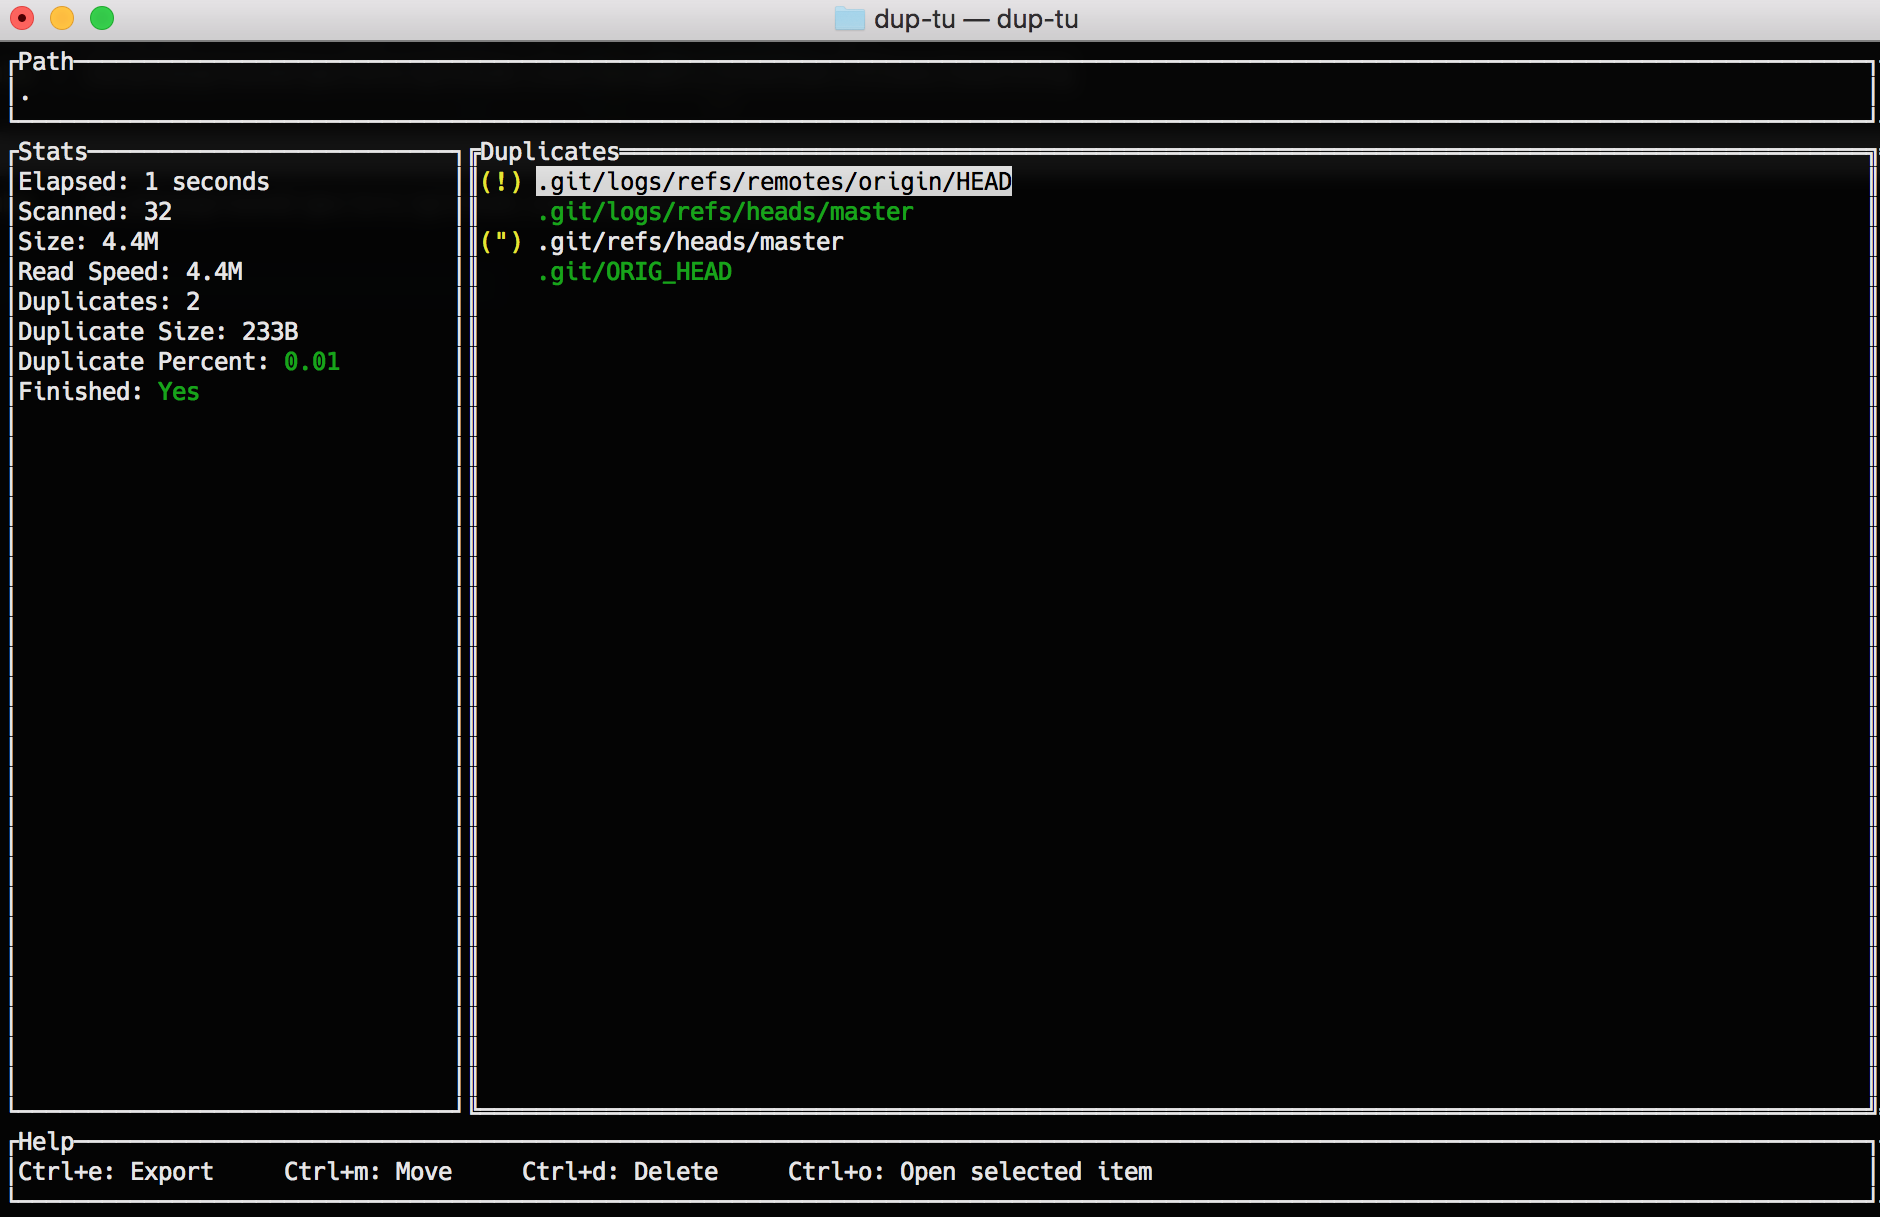 dup-tu — dup-tu
Path
.
Stats
Elapsed: 1 seconds
Scanned: 32
Size: 4.4M
Read Speed: 4.4M
Duplicates: 2
Duplicate Size: 233B
Duplicate Percent: 0.01
Finished: Yes
Duplicates
(!) .git/logs/refs/remotes/origin/HEAD
.git/logs/refs/heads/master
(") .git/refs/heads/master
.git/ORIG_HEAD
Help
Ctrl+e: Export Ctrl+m: Move Ctrl+d: Delete Ctrl+o: Open selected item